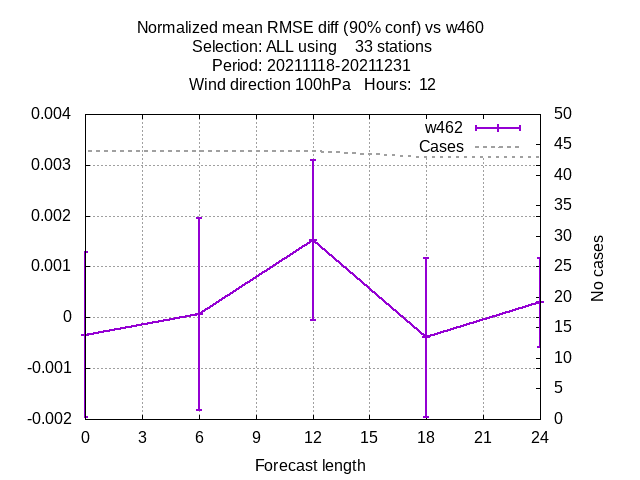 Normalized mean RMSE diff (90% conf) vs w460
Selection: ALL using    33 stations
Period: 20211118-20211231
Wind direction 100hPa   Hours:  12
0.004
0.003
0.002
0.001
0
-0.001
-0.002
50
45
40
35
30
25
20
15
10
5
0
w462
Cases
No cases
0 3 6 9 12 15 18 21 24
Forecast length